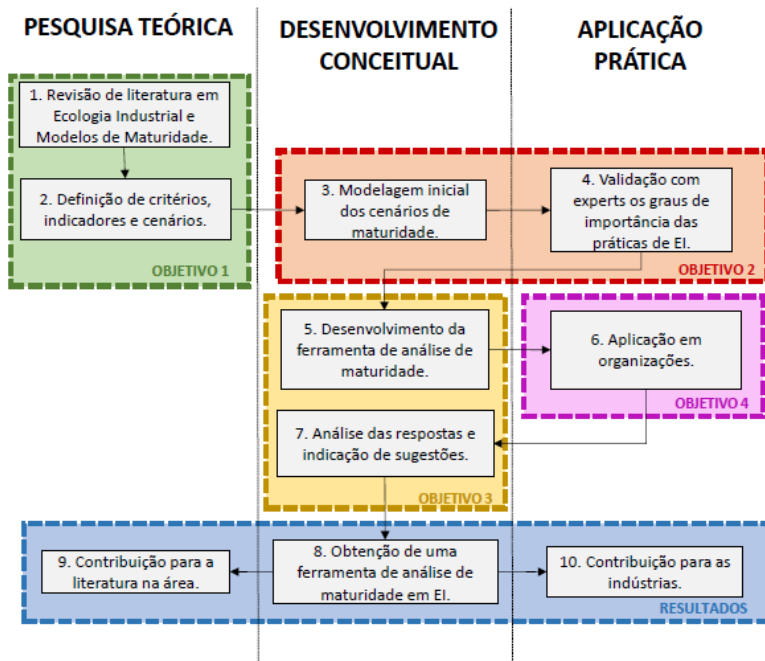 PESQUISA TEÓRICA
DESENVOLVIMENTO
CONCEITUAL
APLICAÇÃO
PRÁTICA
1. Revisão de literatura em
Ecologia Industrial e
Modelos de Maturidade.
2. Definição de critérios,
indicadores e cenários.
OBJETIVO 1
3. Modelagem inicial
dos cenários de
maturidade.
4. Validação com
experts os graus de
importância das
práticas de EI.
OBJETIVO 2
5. Desenvolvimento da
ferramenta de análise de
maturidade.
6. Aplicação em
organizações.
OBJETIVO 4
7. Análise das respostas e
indicação de sugestões.
OBJETIVO 3
9. Contribuição para a
literatura na área.
8. Obtenção de uma
ferramenta de análise de
maturidade em EI.
10. Contribuição para as
indústrias.
RESULTADOS